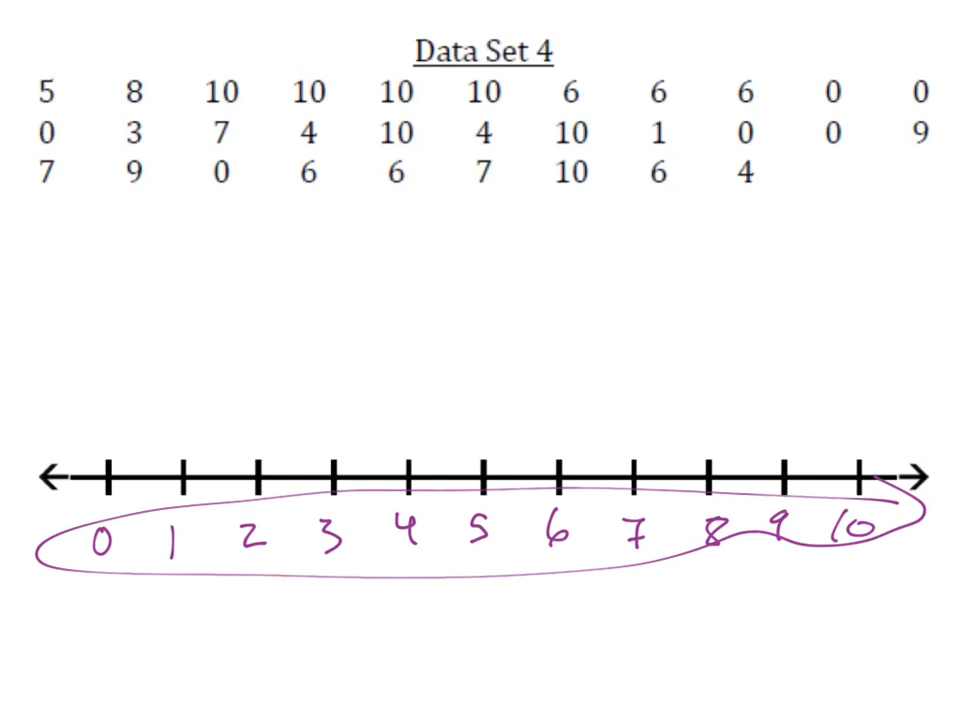 Data Set 4
5 8 10 10 10 10 6 6 6 0 0
0 3 7 4 10 4 10 1 0 0 9
7 9 0 6 6 7 10 6 4
0 1 2 3 4 5 6 7 8 9 10